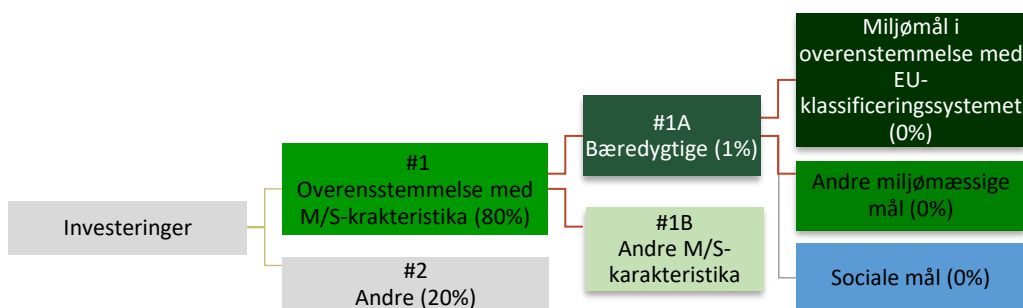 Investeringer
#1
Overensstemmelse med
M/S-krakteristika (80%)
#2
Andre (20%)
#1A
Bæredygtige (1%)
#1B
Andre M/S-
karakteristika
Miljømål i
overenstemmelse med
EU-
klassificeringssystemet
(0%)
Andre miljømæssige
mål (0%)
Sociale mål (0%)